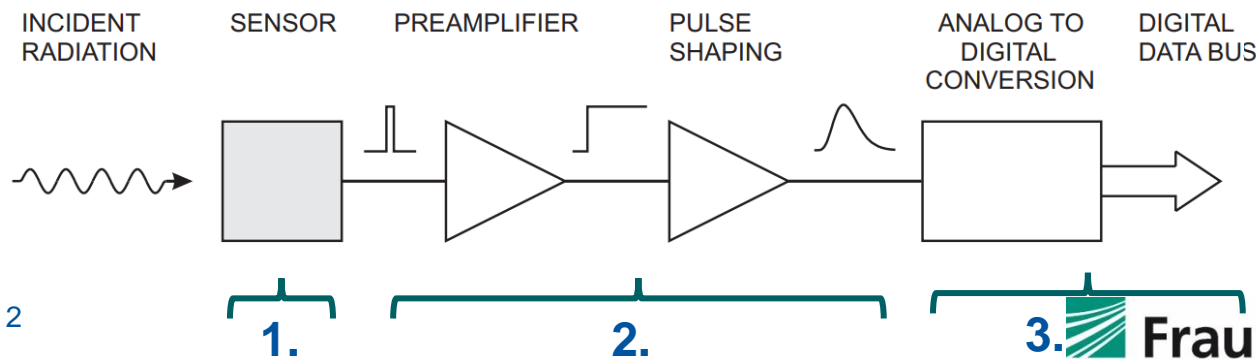 INCIDENT
RADIATION
SENSOR
PREAMPLIFIER
PULSE
SHAPING
ANALOG TO
DIGITAL
CONVERSION
DIGITAL
DATA BUS
2
1.
2.
3.
Frau